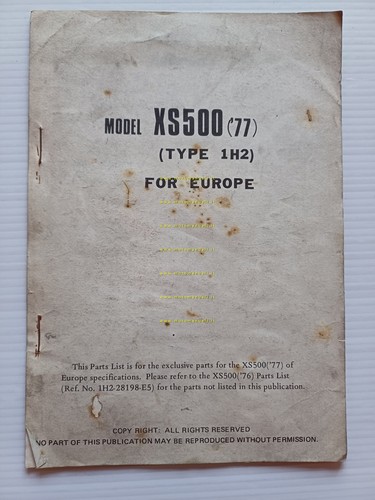 MODEL XS500 ('77)
(TYPE 1H2)
FOR EUROPE
This Parts List is for the exclusive parts for the XS500('77) of
Europe specifications. Please refer to the XS500('76) Parts List
(Ref. No. 1H2-28198-E5) for the parts not listed in this publication.
COPY RIGHT: ALL RIGHTS RESERVED
NO PART OF THIS PUBLICATION MAY BE REPRODUCED WITHOUT PERMISSION.